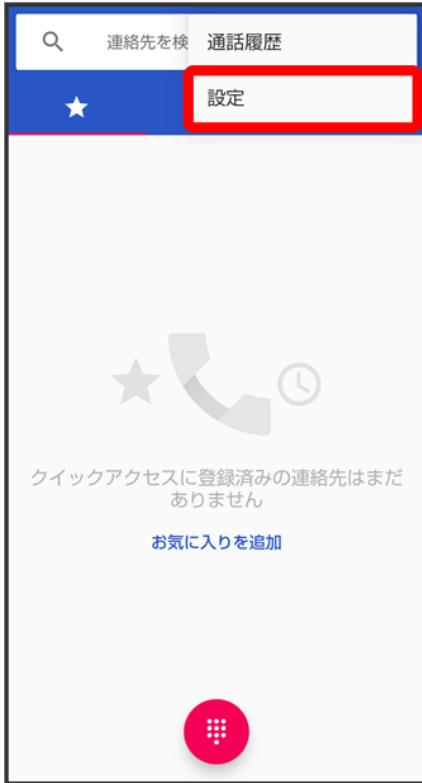 連絡先を検
通話履歴
設定
クイックアクセスに登録済みの連絡先はまだ
ありません
お気に入りを追加